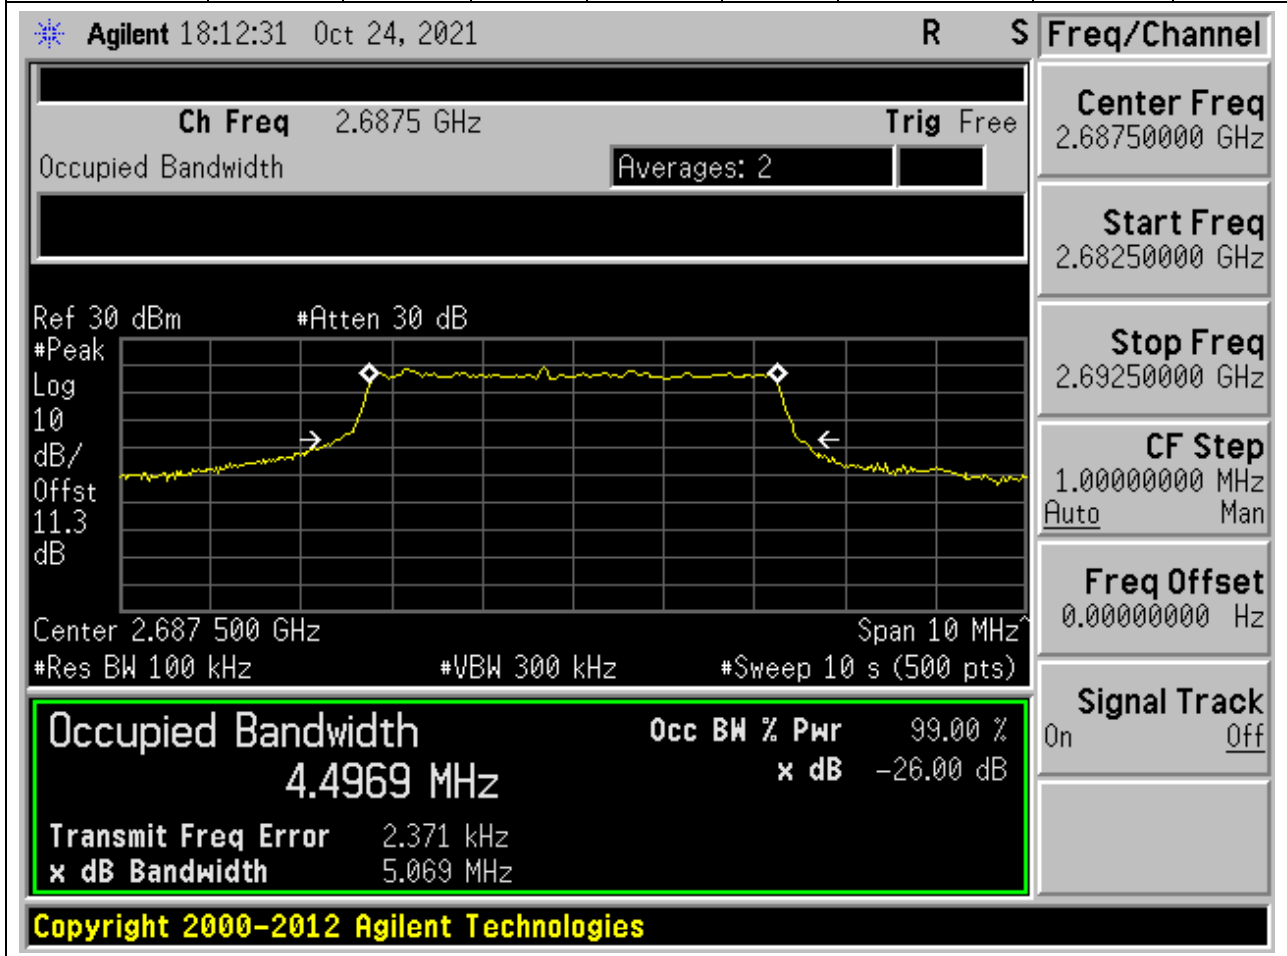 Agilent 18:12:31 Oct 24, 2021 R S
Freq/Channel
Ch Freq 2.6875 GHz Trig Free
Occupied Bandwidth Averages: 2
Center Freq
2.68750000 GHz
Start Freq
2.68250000 GHz
Stop Freq
2.69250000 GHz
CF Step
1.00000000 MHz
Auto Man
Freq Offset
0.00000000 Hz
Signal Track
On Off
Ref 30 dBm #Atten 30 dB
#Peak
Log
10
dB/
Offst
11.3
dB
Center 2.687 500 GHz Span 10 MHz^
#Res BW 100 kHz #VBW 300 kHz #Sweep 10 s (500 pts)
Occupied Bandwidth Occ BW % Pwr 99.00 %
4.4969 MHz x dB -26.00 dB
Transmit Freq Error 2.371 kHz
x dB Bandwidth 5.069 MHz
Copyright 2000-2012 Agilent Technologies